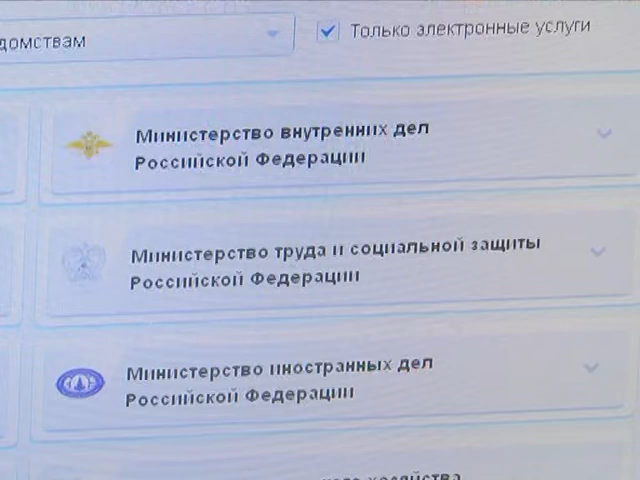 домствам
Только электронные услуги
Министерство внутренних дел
Российской Федерации
Министерство труда и социальной защиты
Российской Федерации
Министерство иностранных дел
Российской Федерации
хозяйства